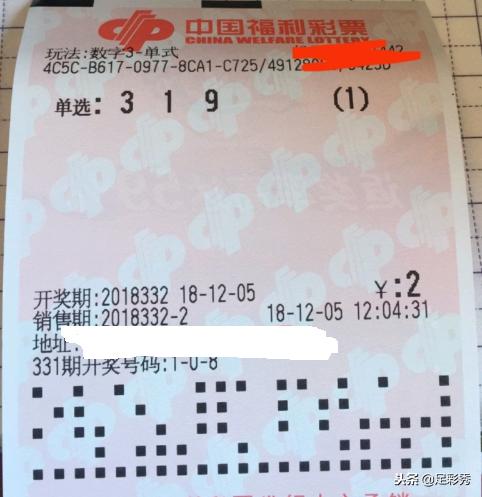 中国福利彩票
CHINA WELFARE LOTTERY
玩法:数字3-单式
4C5C-B617-0977-8CA1-C725/49128
单选: 3 1 9 (1)
开奖期:2018332 18-12-05 ￥:2
销售期:2018332-2 18-12-05 12:04:31
地址:
331期开奖号码:1-0-8
头条@足彩秀